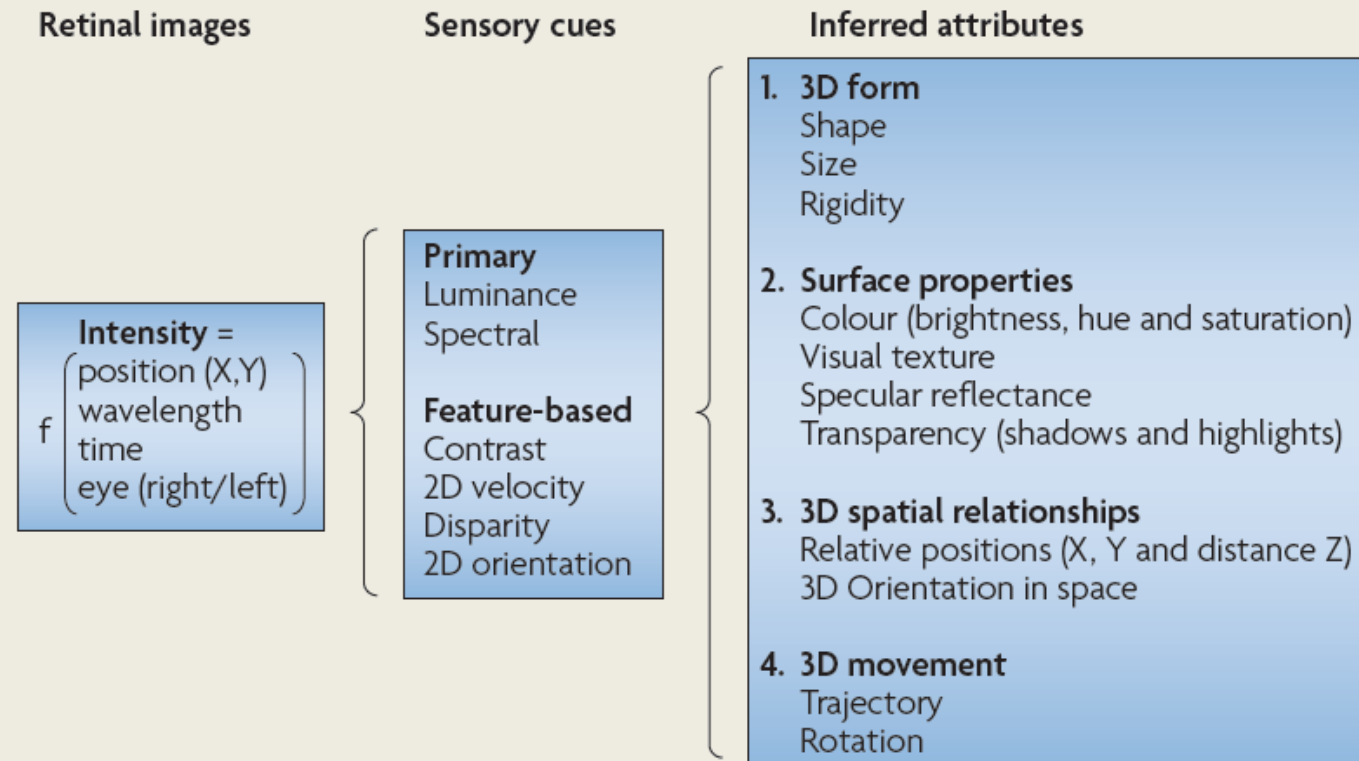 Retinal images
Sensory cues
Inferred attributes
Intensity =
f
position (X,Y)
wavelength
time
eye (right/left)
Primary
Luminance
Spectral
Feature-based
Contrast
2D velocity
Disparity
2D orientation
1. 3D form
Shape
Size
Rigidity
2. Surface properties
Colour (brightness, hue and saturation)
Visual texture
Specular reflectance
Transparency (shadows and highlights)
3. 3D spatial relationships
Relative positions (X, Y and distance Z)
3D Orientation in space
4. 3D movement
Trajectory
Rotation